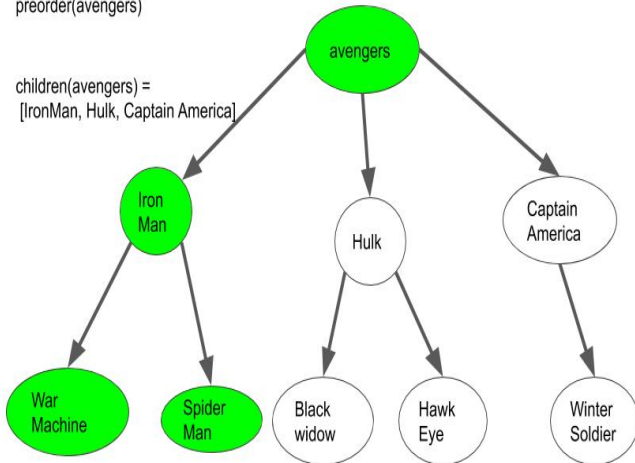 preorder(avengers)
children(avengers) =
[IronMan, Hulk, Captain America]
avengers
Iron
Man
Hulk
Captain
America
War
Machine
Spider
Man
Black
widow
Hawk
Eye
Winter
Soldier